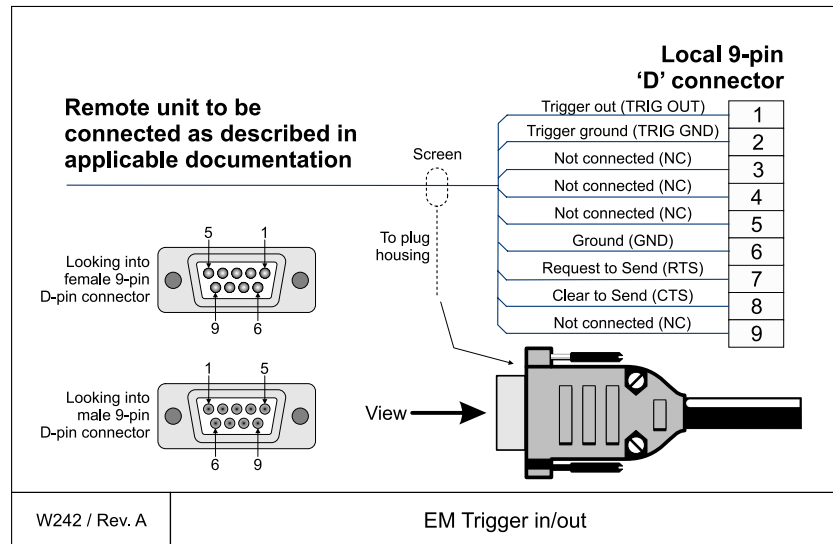 Local 9-pin
‘D’ connector
Remote unit to be
connected as described in
applicable documentation
Screen
To plug
housing
Trigger out (TRIG OUT) 1
Trigger ground (TRIG GND) 2
Not connected (NC) 3
Not connected (NC) 4
Not connected (NC) 5
Ground (GND) 6
Request to Send (RTS) 7
Clear to Send (CTS) 8
Not connected (NC) 9
5 1
Looking into
female 9-pin
D-pin connector
9 6
1 5
Looking into
male 9-pin
D-pin connector
6 9
View
W242 / Rev. A
EM Trigger in/out